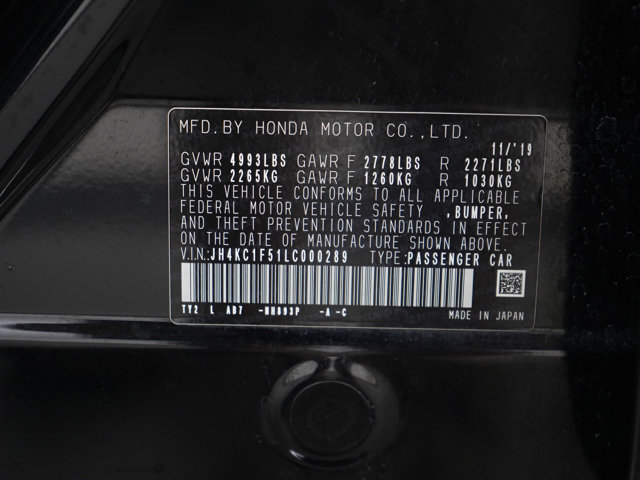 MFD. BY HONDA MOTOR CO., LTD.
11/'19
GVWR 4993LBS GAWR F 2778LBS R 2271LBS
GVWR 2265KG GAWR F 1260KG R 1030KG
THIS VEHICLE CONFORMS TO ALL APPLICABLE
FEDERAL MOTOR VEHICLE SAFETY ,BUMPER,
AND THEFT PREVENTION STANDARDS IN EFFECT
ON THE DATE OF MANUFACTURE SHOWN ABOVE.
V.I.N.:JH4KC1F51LC000289 TYPE:PASSENGER CAR
TY2 L AB7 -NH893P -A -C
MADE IN JAPAN